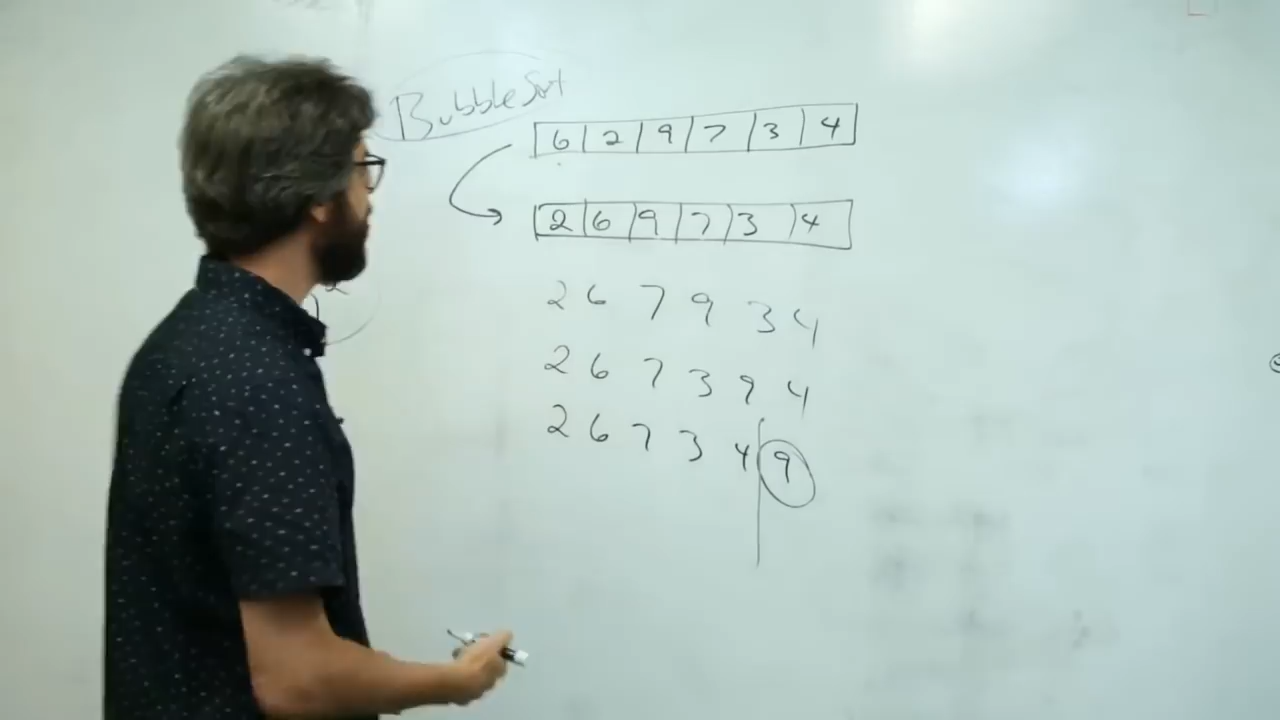 BubbleSort
6 2 9 7 3 4
2 6 9 7 3 4
2 6 7 9 3 4
2 6 7 3 9 4
2 6 7 3 4 9